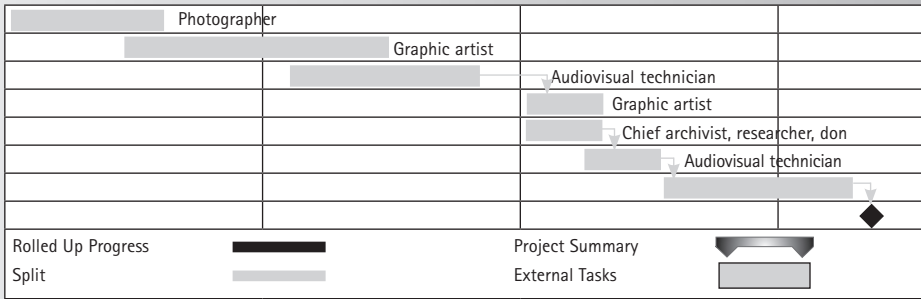 Photographer
Graphic artist
Audiovisual technician
Graphic artist
Chief archivist, researcher, don
Audiovisual technician
Rolled Up Progress
Project Summary
Split
External Tasks